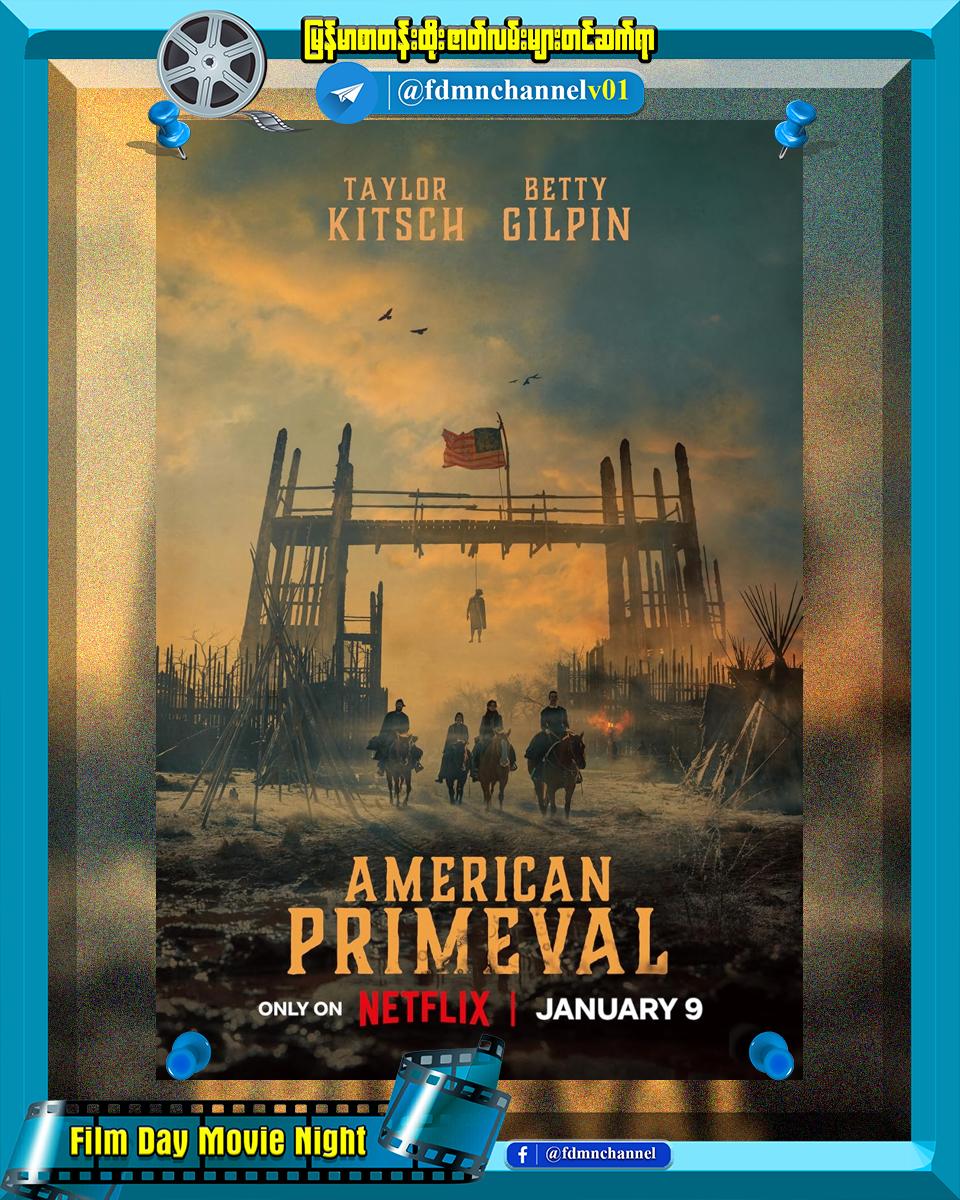 မြန်မာစာတန်းထိုးဇာတ်လမ်းများတင်ဆက်ရာ
@fdmnchannelv01
TAYLOR KITSCH
BETTY GILPIN
AMERICAN
PRIMEVAL
ONLY ON NETFLIX | JANUARY 9
Film Day Movie Night
f | @fdmnchannel